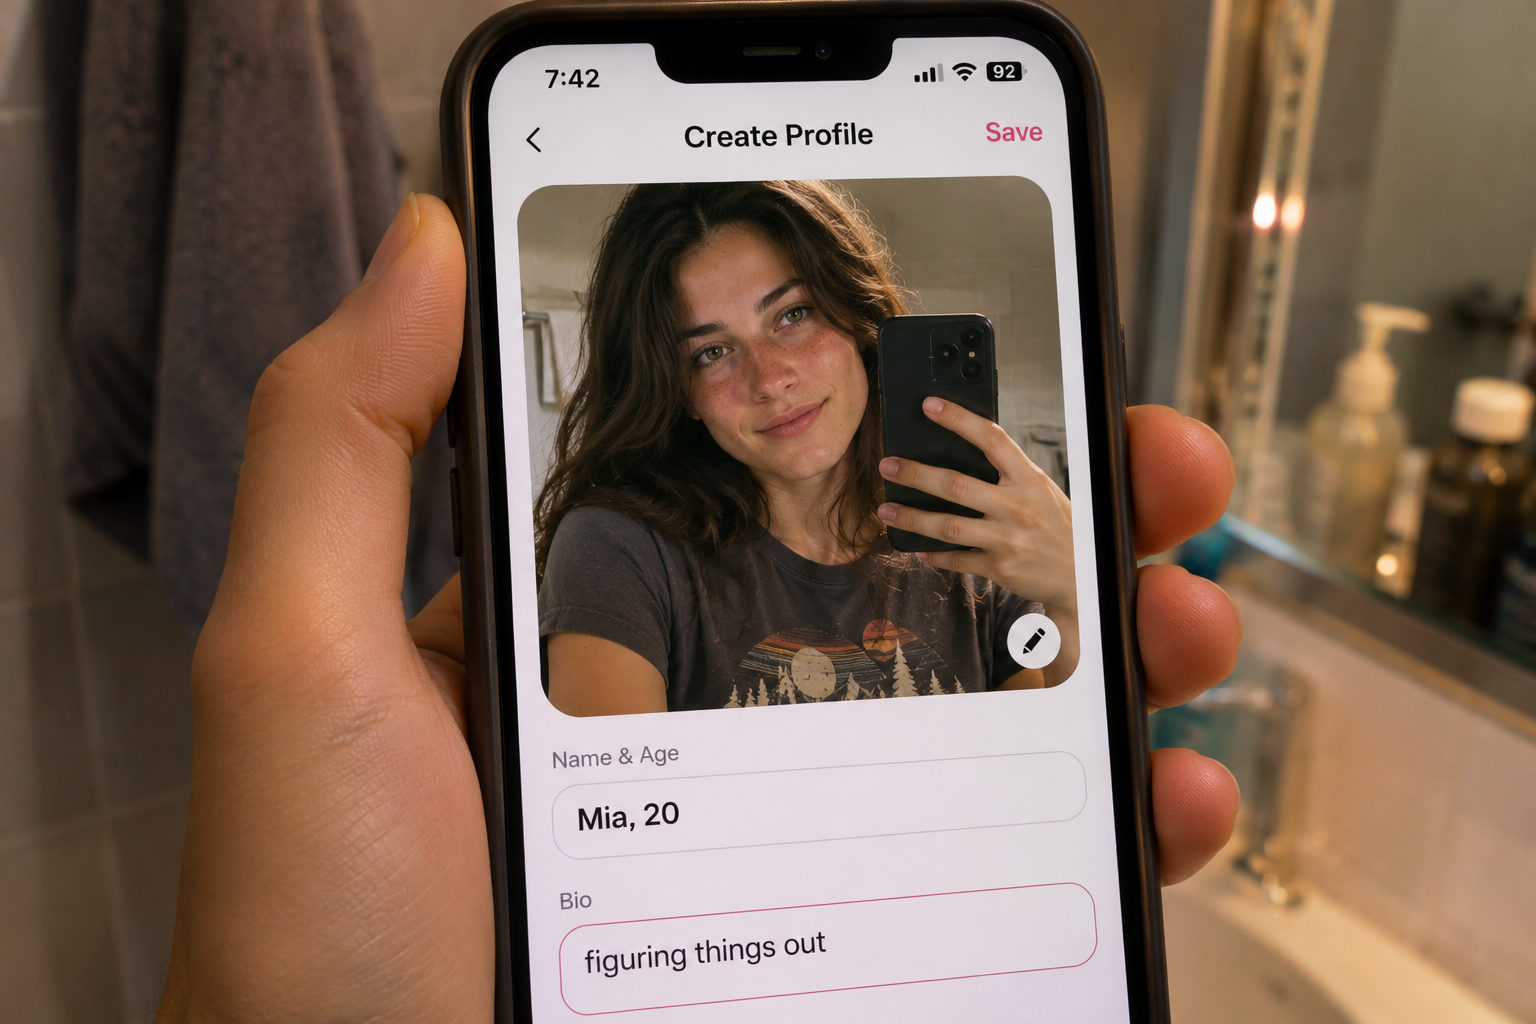 7:42
92
Create Profile
Save
Name & Age
Mia, 20
Bio
figuring things out